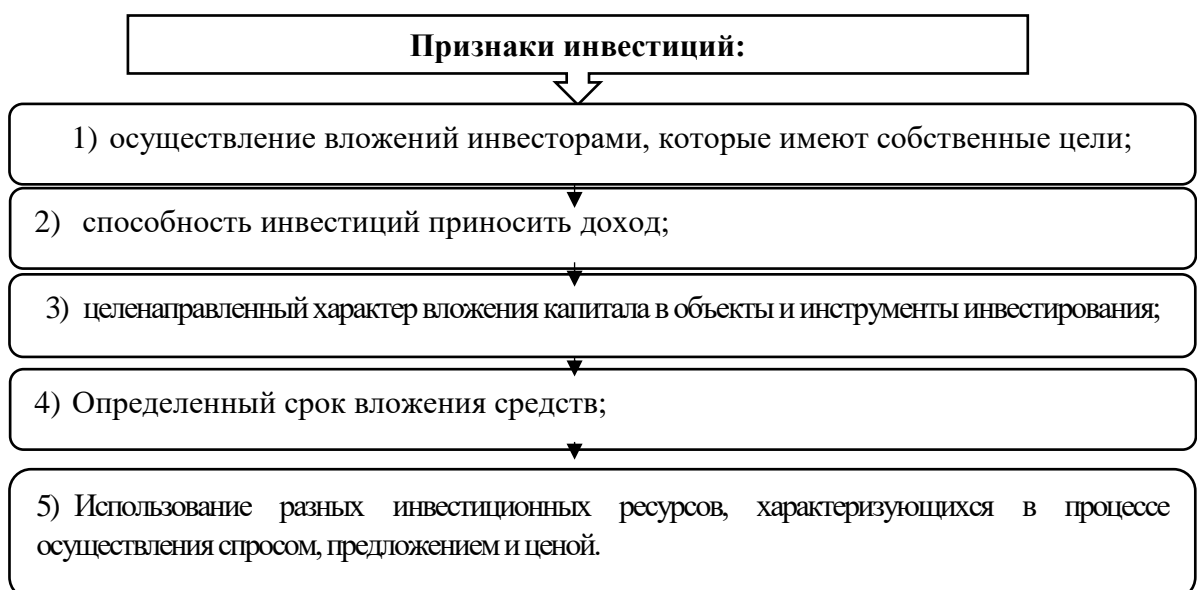 Признаки инвестиций:
1) осуществление вложений инвесторами, которые имеют собственные цели;
2) способность инвестиций приносить доход;
3) целенаправленный характер вложения капитала в объекты и инструменты инвестирования;
4) Определенный срок вложения средств;
5) Использование разных инвестиционных ресурсов, характеризующихся в процессе
осуществления спросом, предложением и ценой.